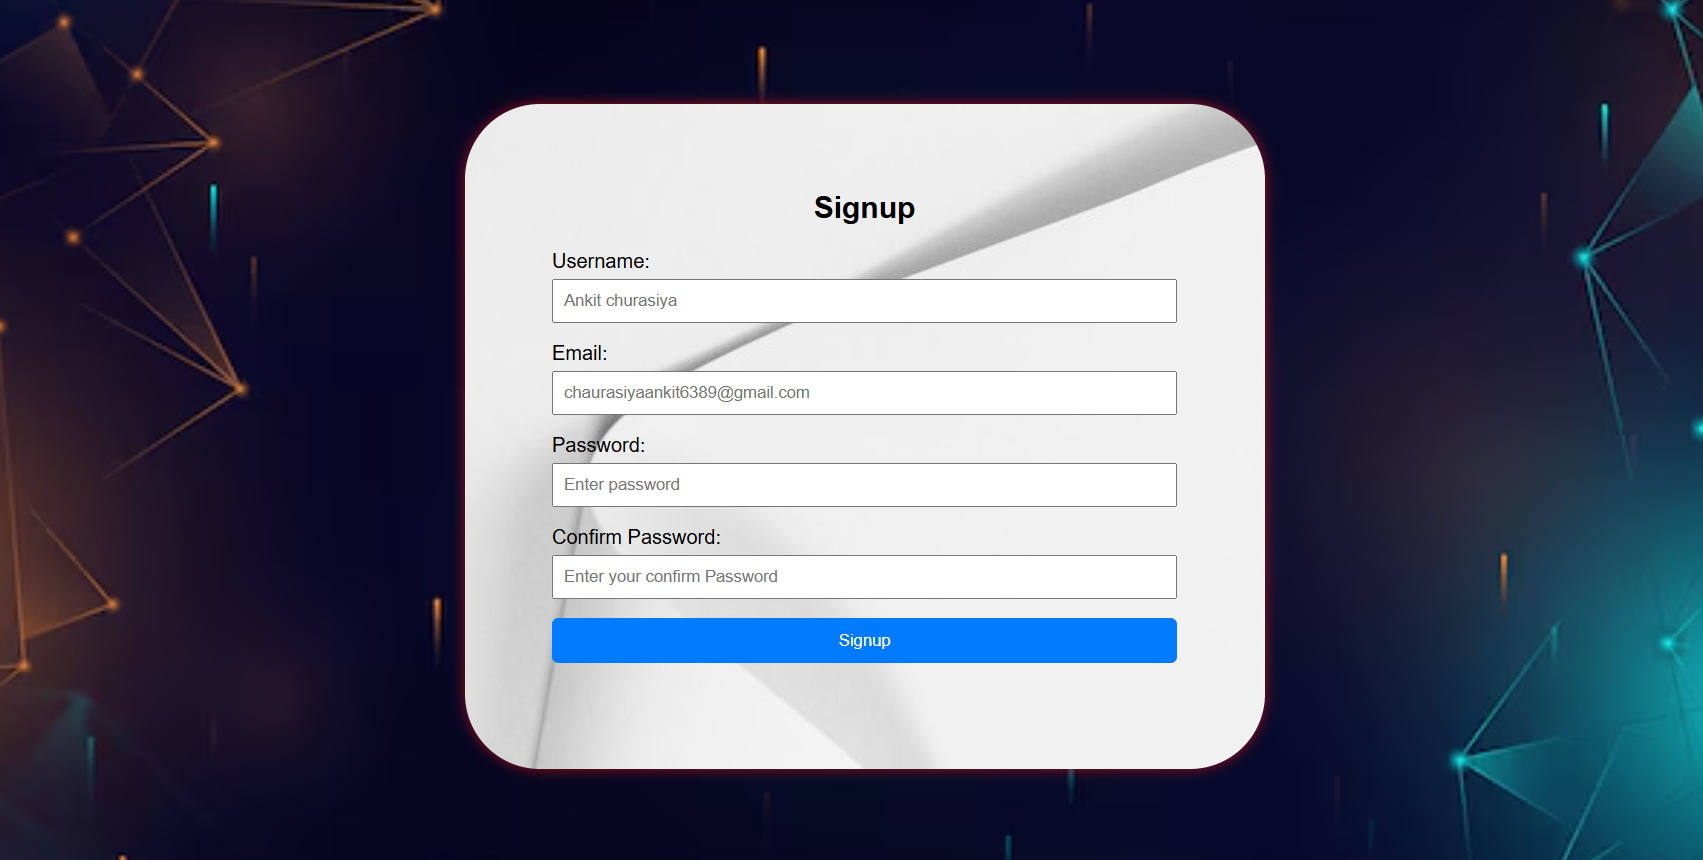 Signup
Username:
Ankit churasiya
Email:
chaurasiyaankit6389@gmail.com
Password:
Enter password
Confirm Password:
Enter your confirm Password
Signup